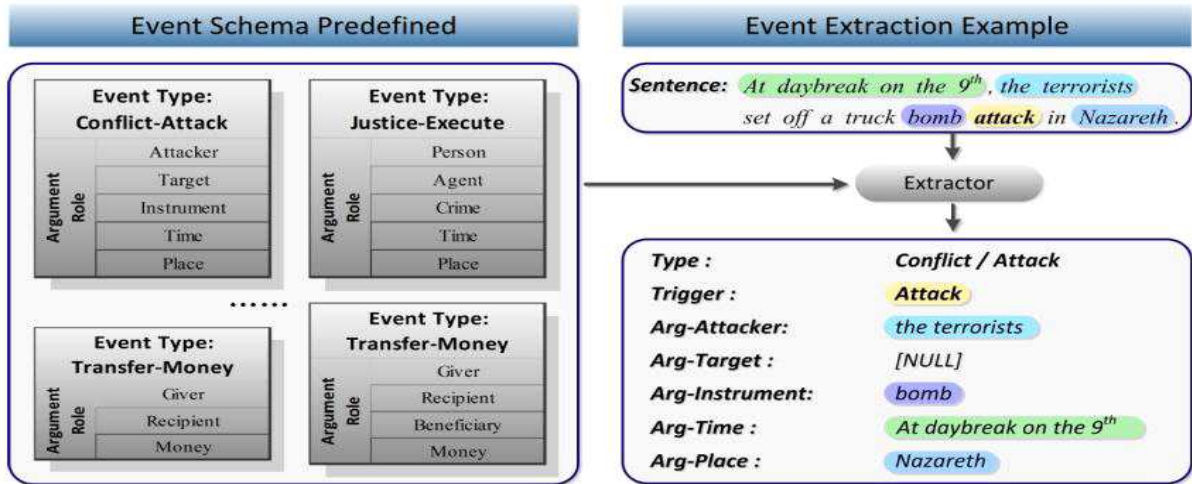 Event Schema Predefined
Event Type:
Conflict-Attack
Argument
Role
Attacker
Target
Instrument
Time
Place
Event Type:
Justice-Execute
Argument
Role
Person
Agent
Crime
Time
Place
......
Event Type:
Transfer-Money
Argument
Role
Giver
Recipient
Money
Event Type:
Transfer-Money
Argument
Role
Giver
Recipient
Beneficiary
Money
Event Extraction Example
Sentence: At daybreak on the 9th, the terrorists
set off a truck bomb attack in Nazareth.
Extractor
Type : Conflict / Attack
Trigger : Attack
Arg-Attacker: the terrorists
Arg-Target : [NULL]
Arg-Instrument: bomb
Arg-Time : At daybreak on the 9th
Arg-Place : Nazareth